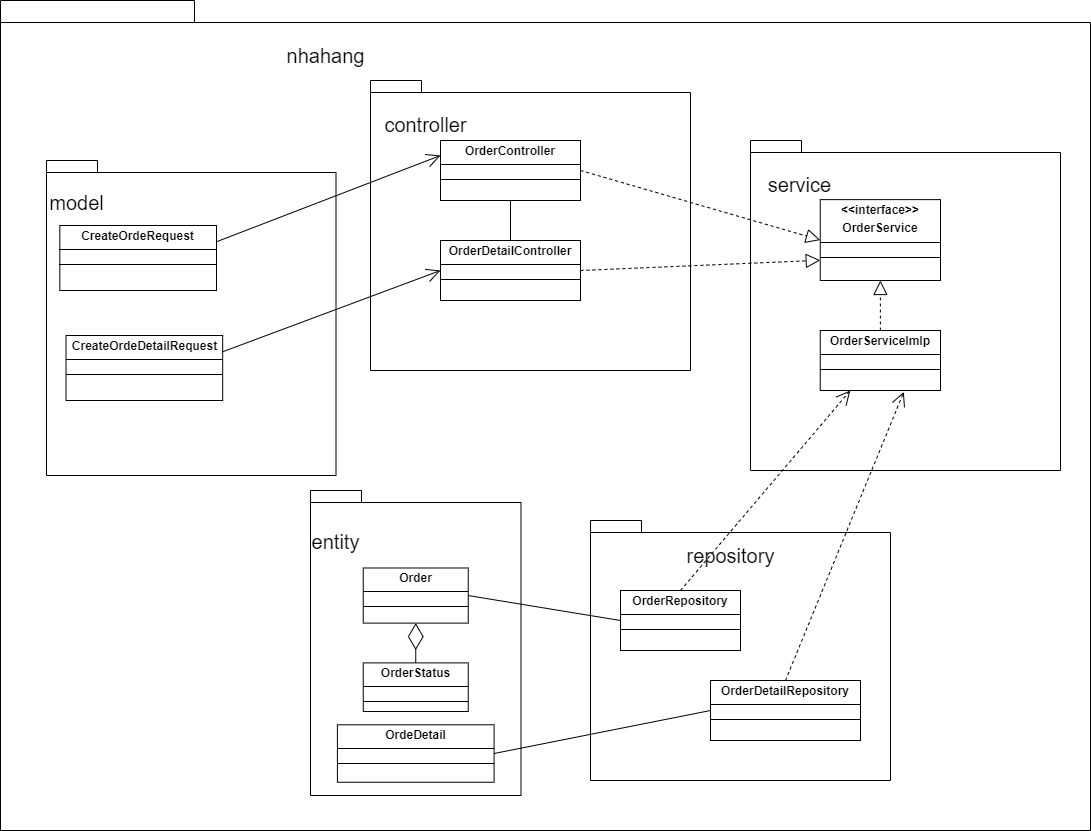 nhahang
controller
OrderController
OrderDetailController
model
CreateOrdeRequest
CreateOrdeDetailRequest
service
<<interface>>
OrderService
OrderServiceImlp
entity
Order
OrderStatus
OrdeDetail
repository
OrderRepository
OrderDetailRepository